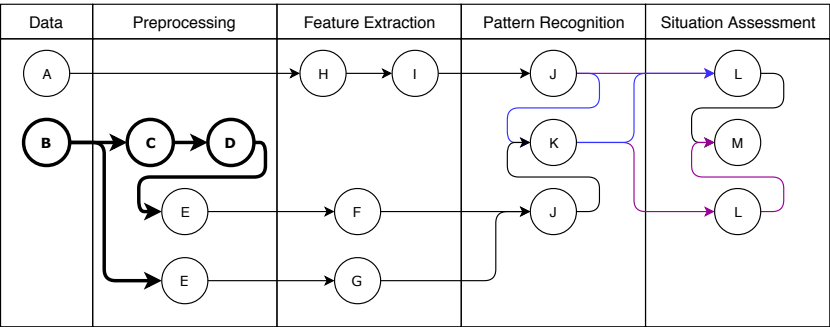 Data Preprocessing Feature Extraction Pattern Recognition Situation Assessment
A H I J L
B C D K M
E F J L
E G